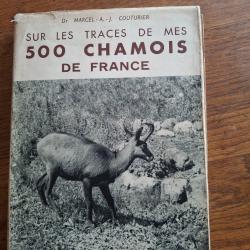 Dr MARCEL-A.-J. COUTURIER
SUR LES TRACES DE MES
500 CHAMOIS
DE FRANCE